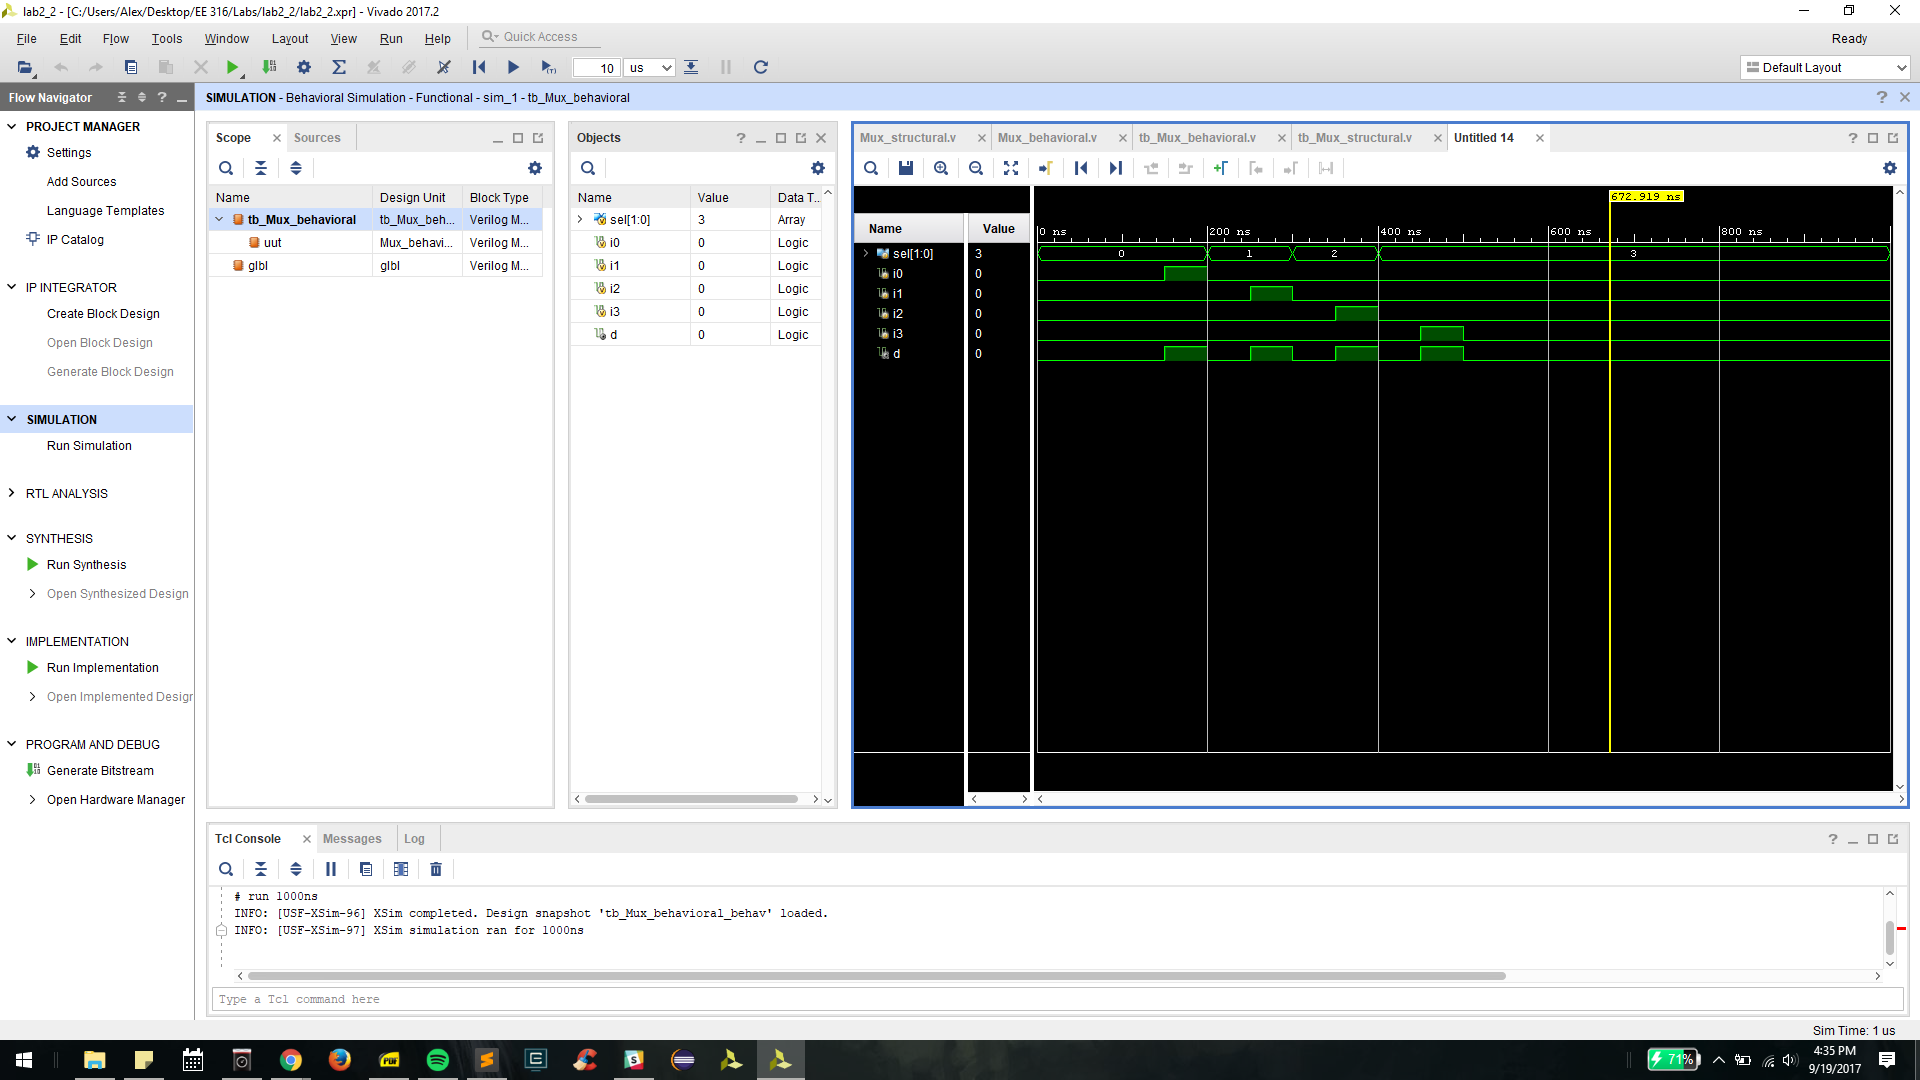 lab2_2 - [C:/Users/Alex/Desktop/EE 316/Labs/lab2_2/lab2_2.xpr] - Vivado 2017.2
File Edit Flow Tools Window Layout View Run Help Quick Access Ready
10 us Default Layout
Flow Navigator
SIMULATION - Behavioral Simulation - Functional - sim_1 - tb_Mux_behavioral
PROJECT MANAGER
Settings
Add Sources
Language Templates
IP Catalog
IP INTEGRATOR
Create Block Design
Open Block Design
Generate Block Design
SIMULATION
Run Simulation
RTL ANALYSIS
SYNTHESIS
Run Synthesis
Open Synthesized Design
IMPLEMENTATION
Run Implementation
Open Implemented Desigr
PROGRAM AND DEBUG
Generate Bitstream
Open Hardware Manager
Scope Sources
Name Design Unit Block Type
tb_Mux_behavioral tb_Mux_beh... Verilog M...
uut Mux_behavi... Verilog M...
glbl glbl Verilog M...
Objects
Name Value Data T...
sel[1:0] 3 Array
i0 0 Logic
i1 0 Logic
i2 0 Logic
i3 0 Logic
d 0 Logic
Mux_structural.v Mux_behavioral.v tb_Mux_behavioral.v tb_Mux_structural.v Untitled 14
672.919 ns
Name Value
0 ns 200 ns 400 ns 600 ns 800 ns
sel[1:0] 3 0 1 2 3
i0 0
i1 0
i2 0
i3 0
d 0
Tcl Console Messages Log
# run 1000ns
INFO: [USF-XSim-96] XSim completed. Design snapshot 'tb_Mux_behavioral_behav' loaded.
INFO: [USF-XSim-97] XSim simulation ran for 1000ns
Type a Tcl command here
Sim Time: 1 us
PDF
71%
4:35 PM
9/19/2017